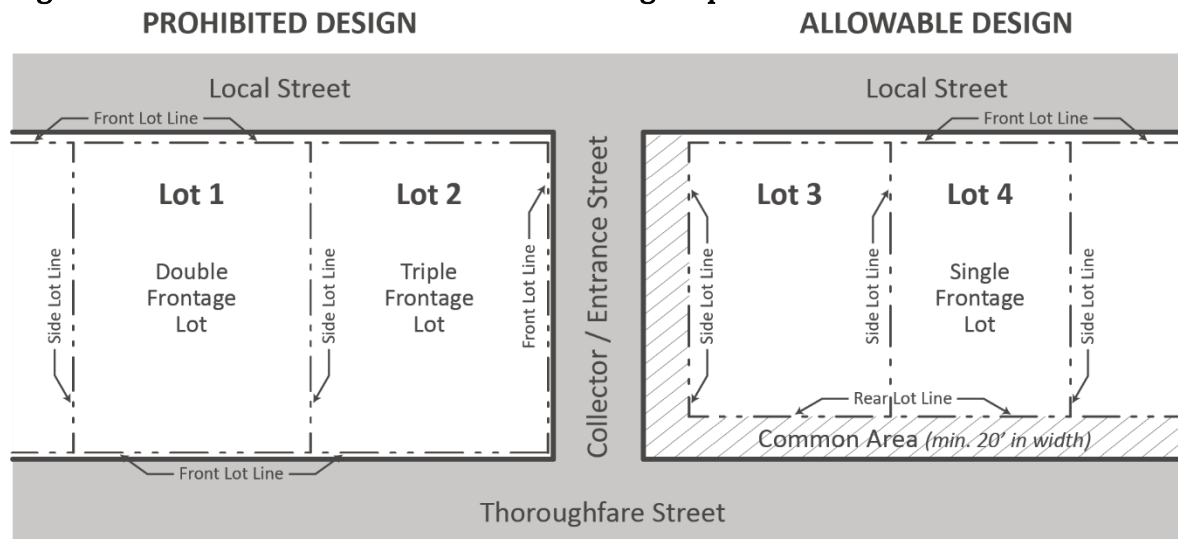 PROHIBITED DESIGN
ALLOWABLE DESIGN
Local Street
Local Street
Front Lot Line
Front Lot Line
Lot 1
Lot 2
Lot 3
Lot 4
Side Lot Line
Double
Frontage
Lot
Side Lot Line
Triple
Frontage
Lot
Front Lot Line
Collector / Entrance Street
Side Lot Line
Side Lot Line
Single
Frontage
Lot
Side Lot Line
Rear Lot Line
Common Area (min. 20' in width)
Front Lot Line
Thoroughfare Street